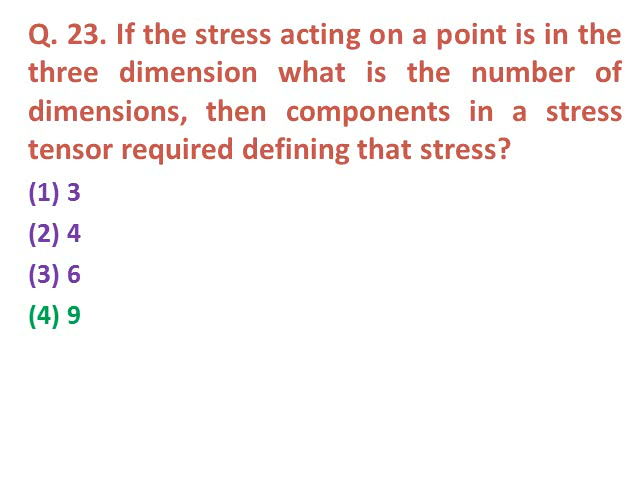 Q. 23. If the stress acting on a point is in the
three dimension what is the number of
dimensions, then components in a stress
tensor required defining that stress?
(1) 3
(2) 4
(3) 6
(4) 9